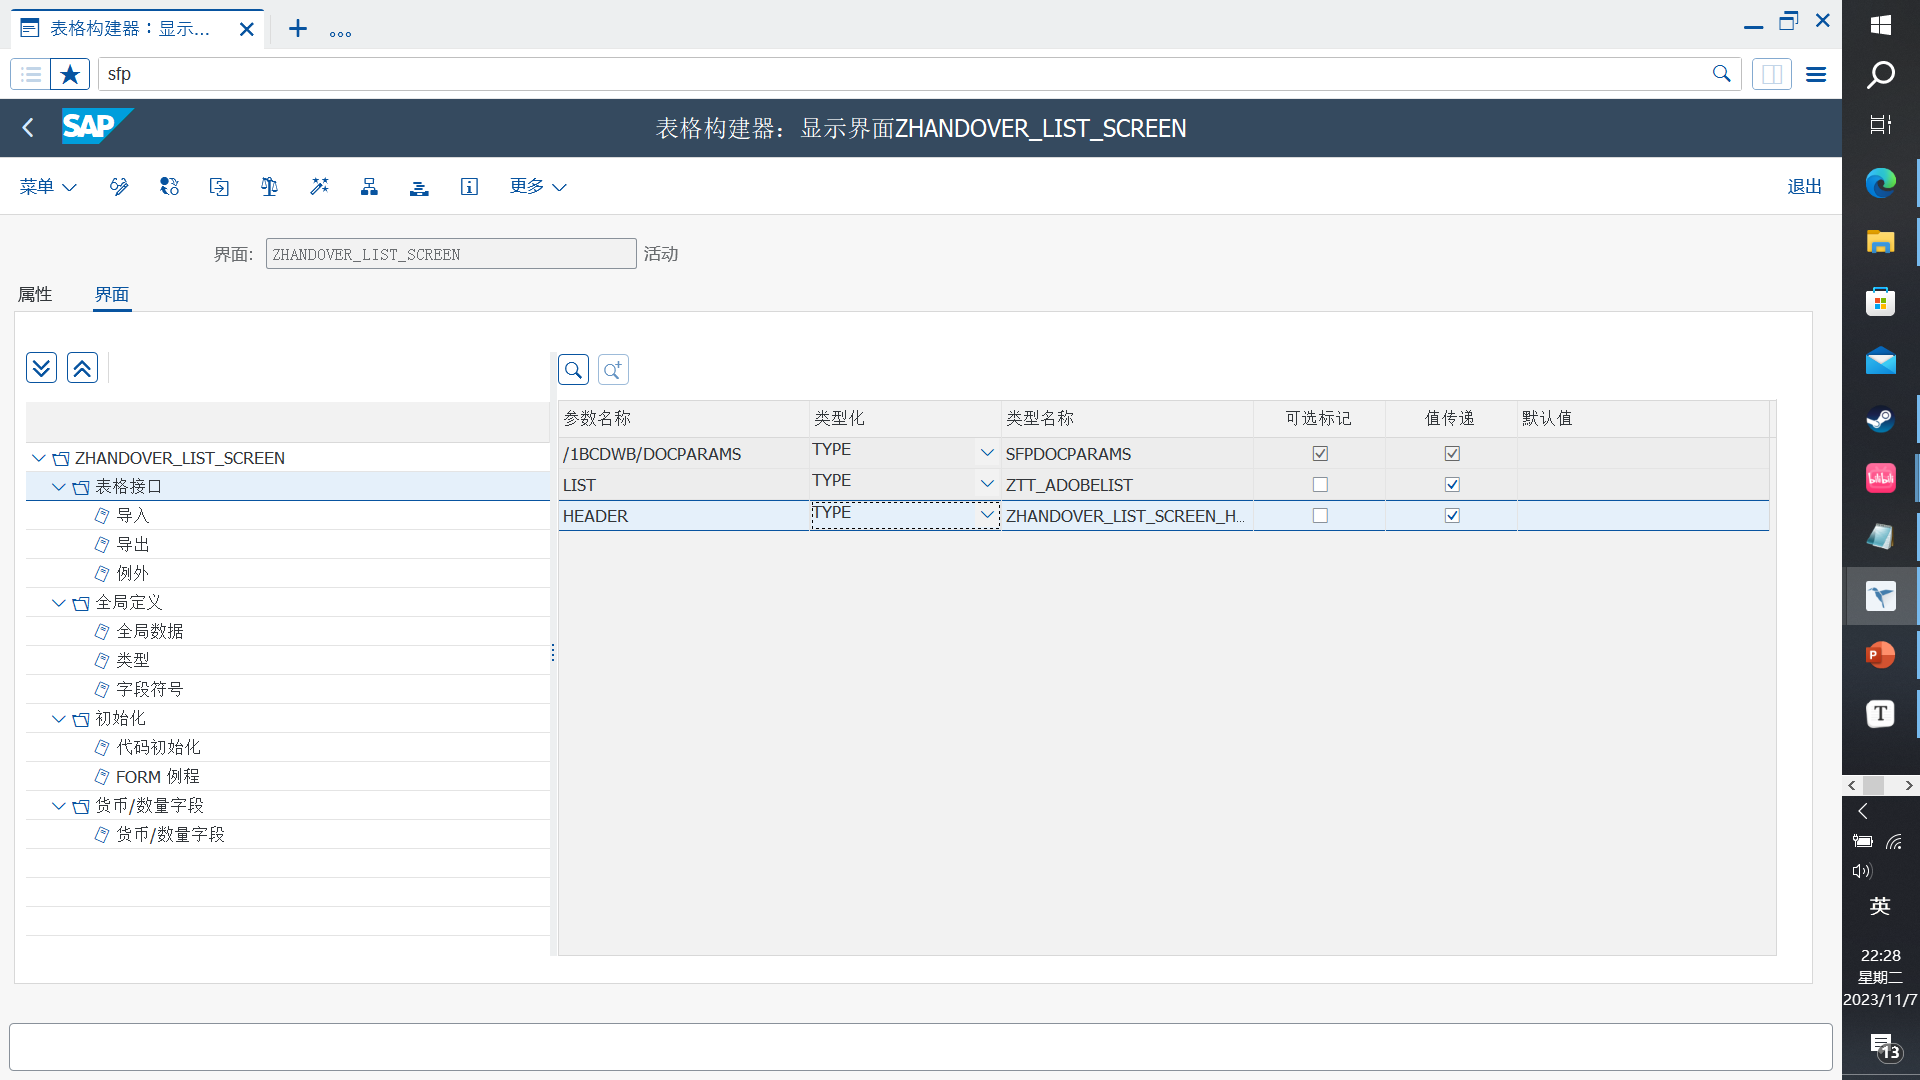 表格构建器：显示...
sfp
SAP
表格构建器：显示界面ZHANDOVER_LIST_SCREEN
菜单
更多
退出
界面:
ZHANDOVER_LIST_SCREEN
活动
属性
界面
ZHANDOVER_LIST_SCREEN
表格接口
导入
导出
例外
全局定义
全局数据
类型
字段符号
初始化
代码初始化
FORM 例程
货币/数量字段
货币/数量字段
参数名称 类型化 类型名称 可选标记 值传递 默认值
/1BCDWB/DOCPARAMS TYPE SFPDOCPARAMS
LIST TYPE ZTT_ADOBELIST
HEADER TYPE ZHANDOVER_LIST_SCREEN_H...
bilibili
P
T
英
22:28
星期二
2023/11/7
13